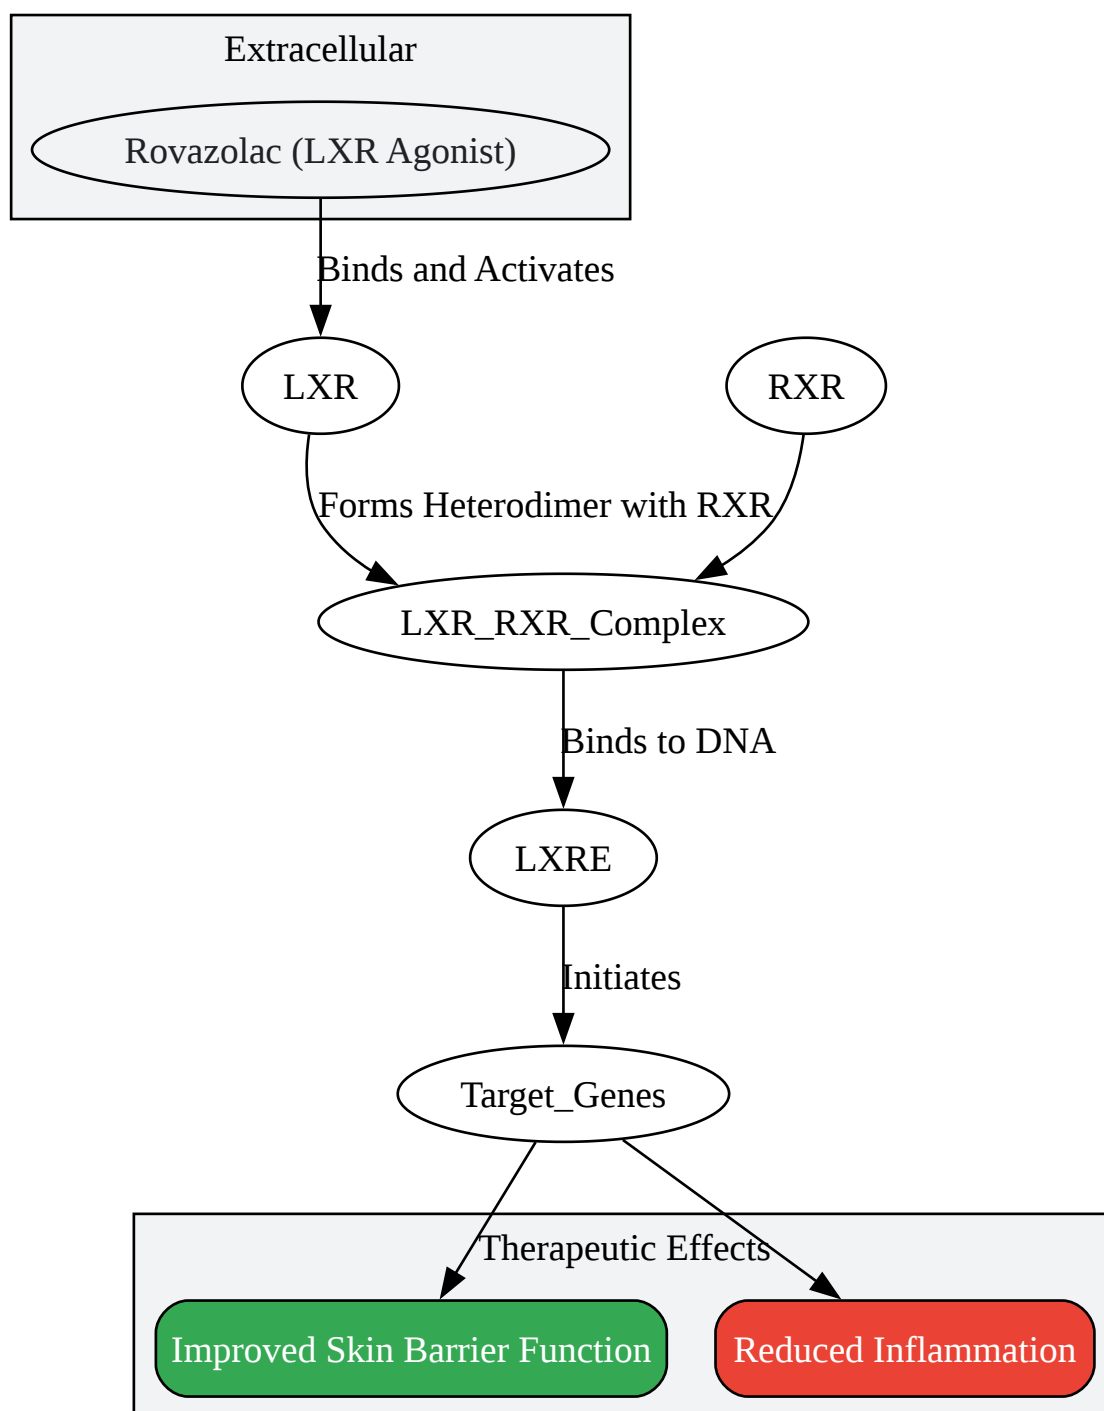 Extracellular
Rovazolac (LXR Agonist)
Binds and Activates
LXR
RXR
Forms Heterodimer with RXR
LXR_RXR_Complex
Binds to DNA
LXRE
Initiates
Target_Genes
Therapeutic Effects
Improved Skin Barrier Function
Reduced Inflammation